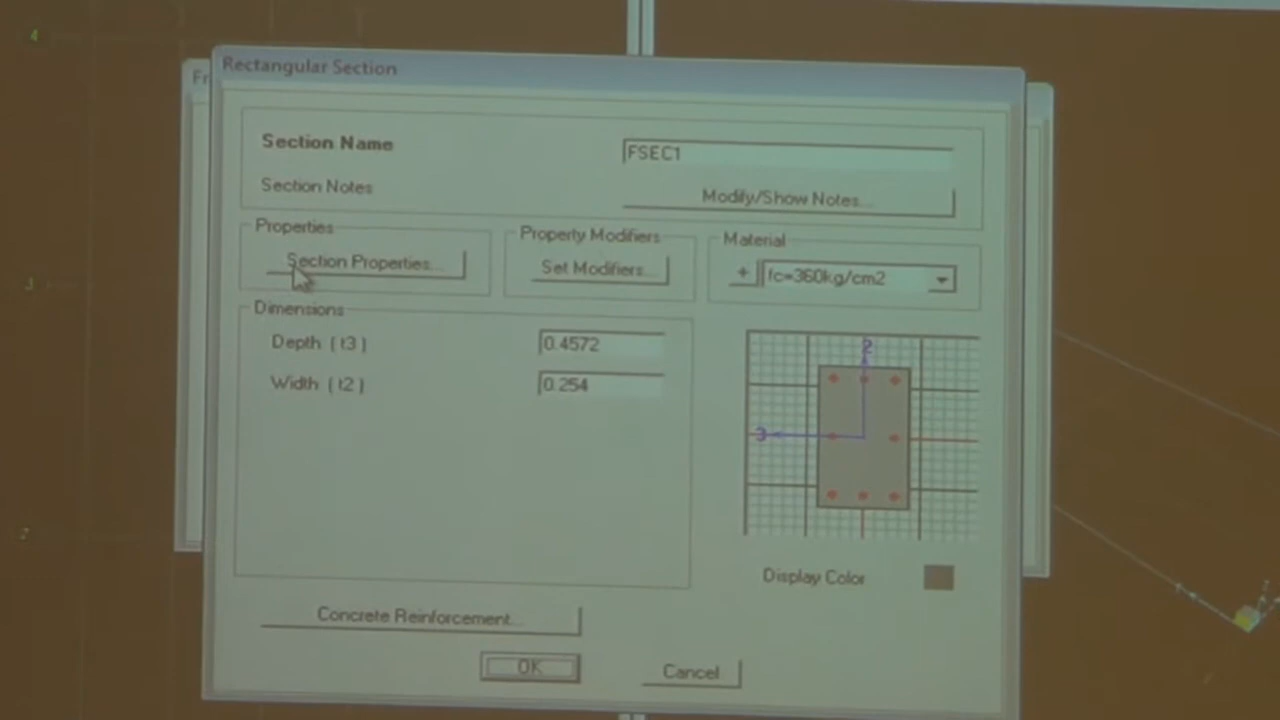 4
Fr
Rectangular Section
Section Name
FSEC1
Section Notes
Modify/Show Notes...
Properties
Section Properties...
Property Modifiers
Set Modifiers...
Material
+
fc=360kg/cm2
Dimensions
Depth ( t3 )
0.4572
Width ( t2 )
0.254
2
3
Display Color
Concrete Reinforcement...
OK
Cancel